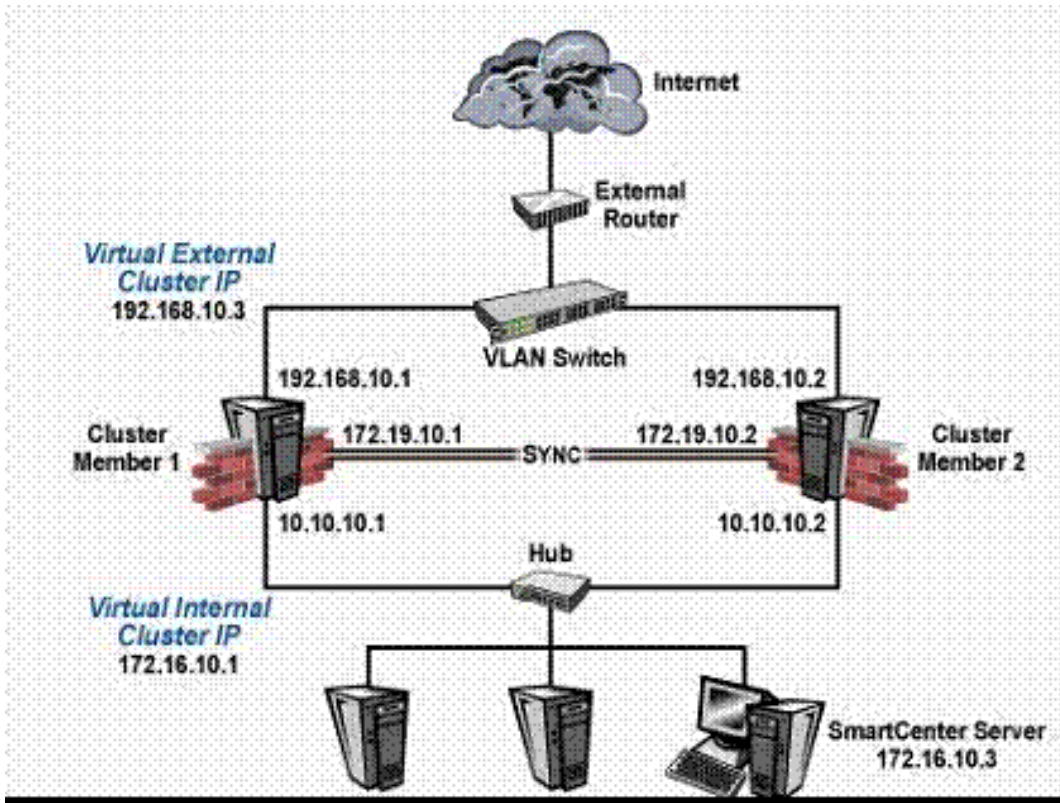 Internet
External
Router
Virtual External
Cluster IP
192.168.10.3
VLAN Switch
192.168.10.1
192.168.10.2
Cluster
Member 1
172.19.10.1
SYNC
172.19.10.2
Cluster
Member 2
10.10.10.1
10.10.10.2
Hub
Virtual Internal
Cluster IP
172.16.10.1
SmartCenter Server
172.16.10.3